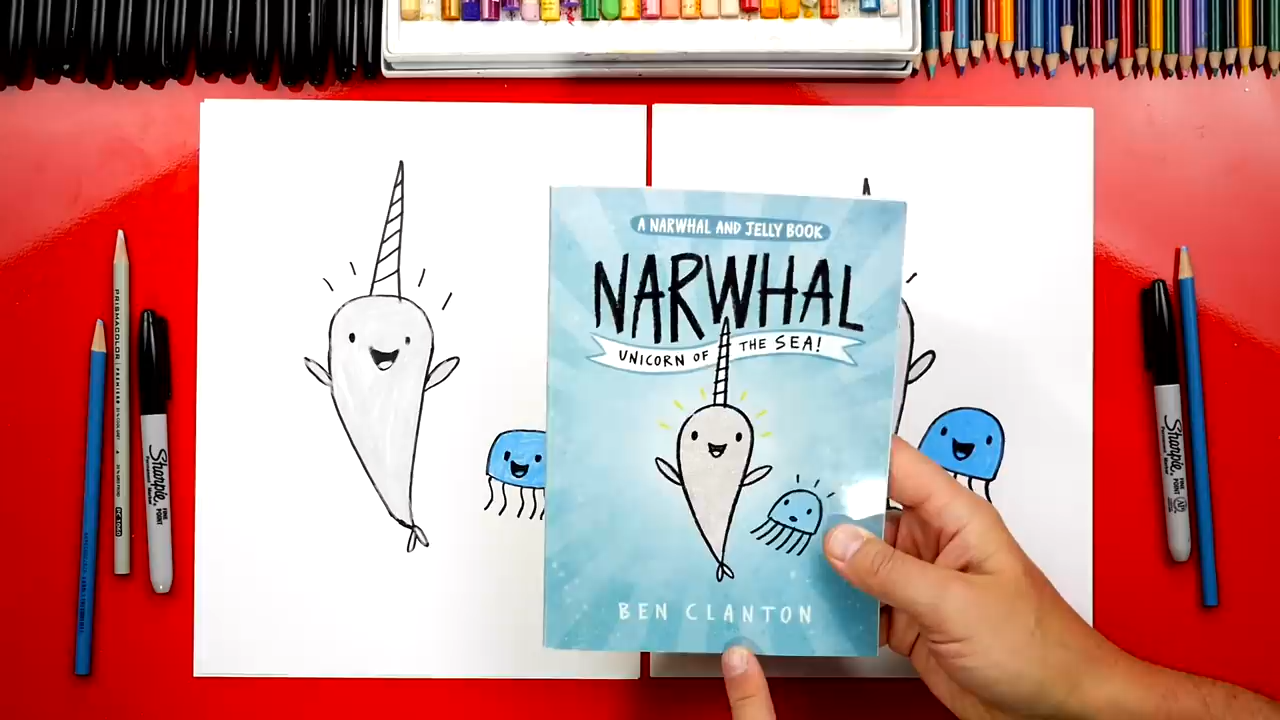 A NARWHAL AND JELLY BOOK
NARWHAL
UNICORN OF THE SEA!
BEN CLANTON
PRISMACOLOR
Sharpie
FINE POINT
Sharpie
FINE POINT